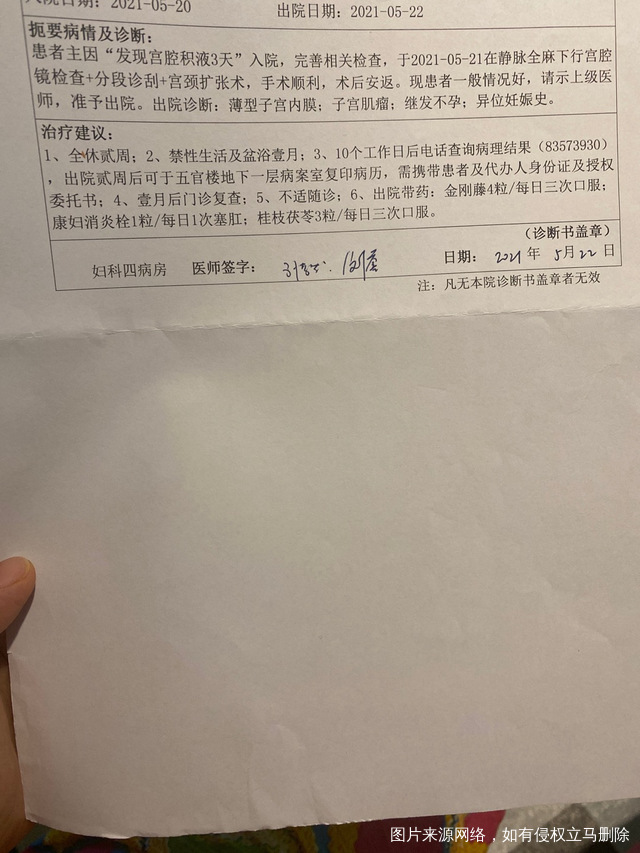 入院日期：2021-05-20 出院日期：2021-05-22
扼要病情及诊断：
患者主因“发现宫腔积液3天”入院，完善相关检查，于2021-05-21在静脉全麻下行宫腔
镜检查+分段诊刮+宫颈扩张术，手术顺利，术后安返。现患者一般情况好，请示上级医
师，准予出院。出院诊断：薄型子宫内膜；子宫肌瘤；继发不孕；异位妊娠史。
治疗建议：
1、全休贰周；2、禁性生活及盆浴壹月；3、10个工作日后电话查询病理结果（83573930）
，出院贰周后可于五官楼地下一层病案室复印病历，需携带患者及代办人身份证及授权
委托书；4、壹月后门诊复查；5、不适随诊；6、出院带药：金刚藤4粒/每日三次口服；
康妇消炎栓1粒/每日1次塞肛；桂枝茯苓3粒/每日三次口服。
（诊断书盖章）
妇科四病房 医师签字： 日期： 2021 年 5月22日
注：凡无本院诊断书盖章者无效
图片来源网络，如有侵权立马删除